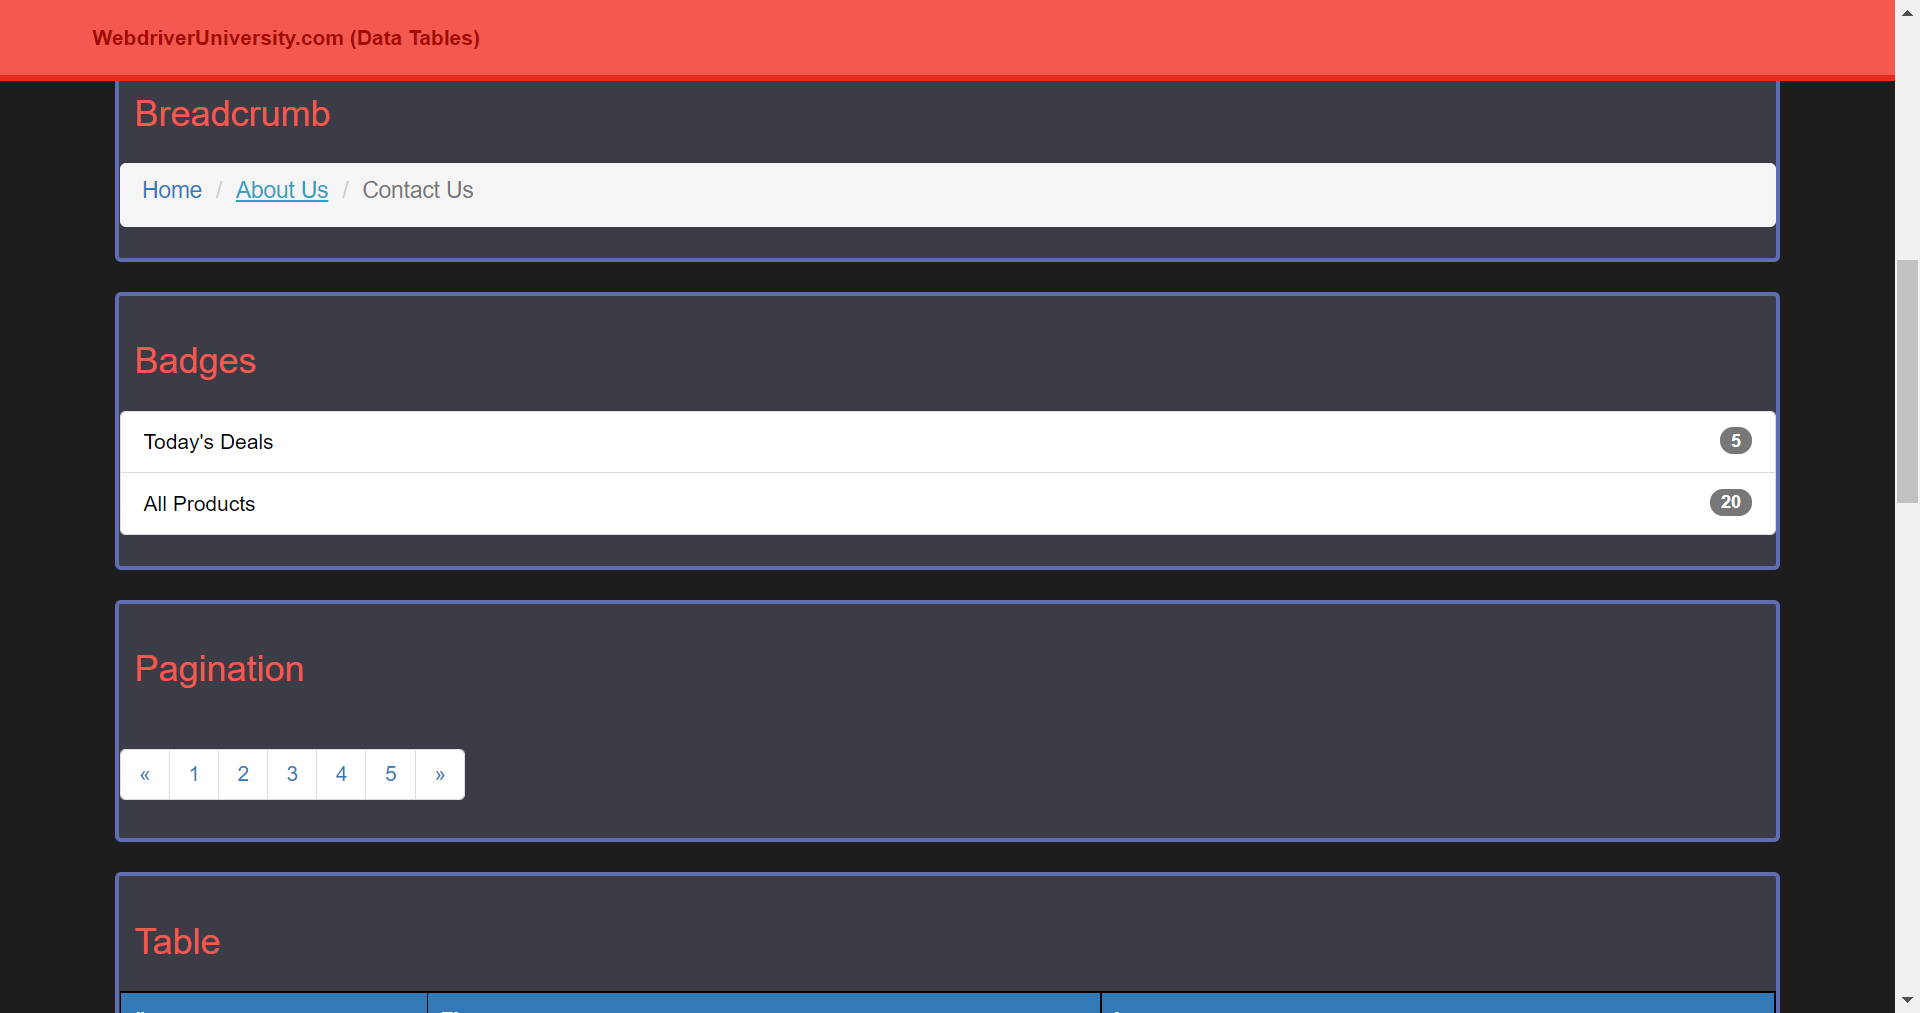 WebdriverUniversity.com (Data Tables)
Breadcrumb
Home / About Us / Contact Us
Badges
Today's Deals 5
All Products 20
Pagination
« 1 2 3 4 5 »
Table